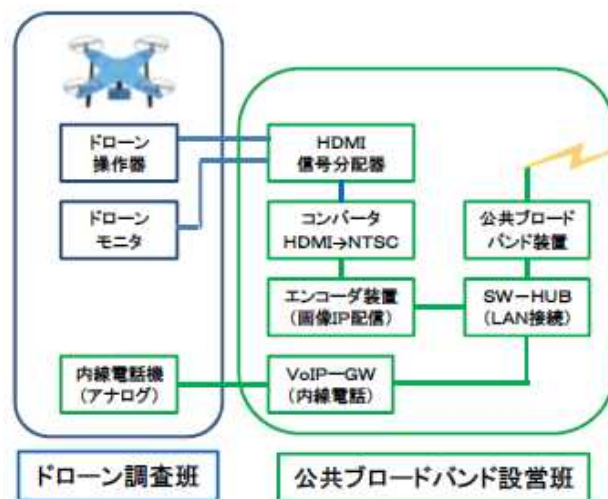 ドローン
操作器
HDMI
信号分配器
ドローン
モニタ
コンバータ
HDMI→NTSC
公共ブロード
バンド装置
エンコーダ装置
(画像IP配信)
SW－HUB
(LAN接続)
内線電話機
(アナログ)
VoIP－GW
(内線電話)
ドローン調査班
公共ブロードバンド設営班